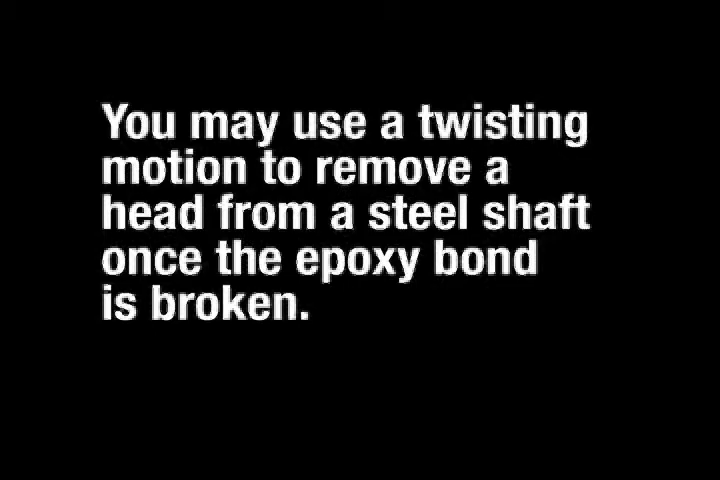 You may use a twisting
motion to remove a
head from a steel shaft
once the epoxy bond
is broken.